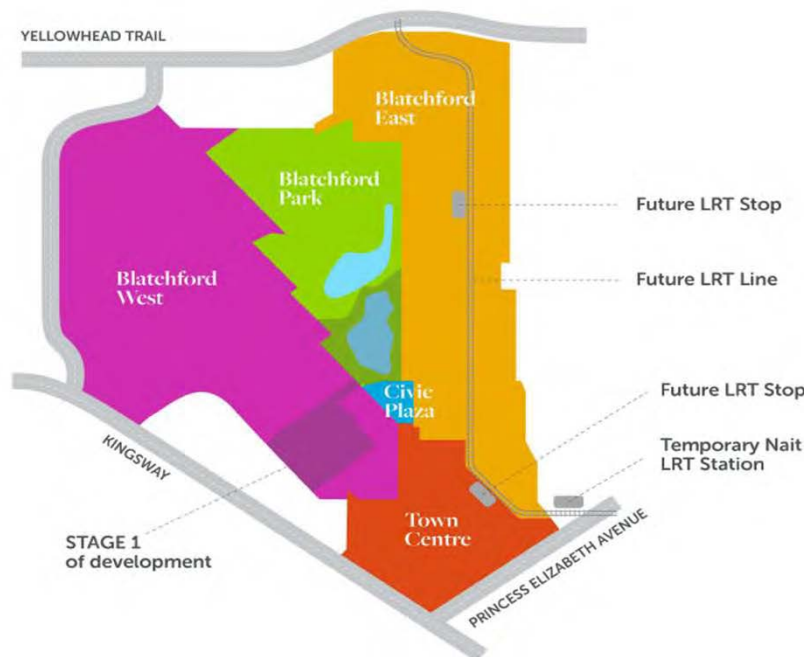 YELLOWHEAD TRAIL
Blatchford
East
Blatchford
Park
Future LRT Stop
Blatchford
West
Future LRT Line
Civic
Plaza
Future LRT Stop
KINGSWAY
Temporary Nait
LRT Station
Town
Centre
STAGE 1
of development
PRINCESS ELIZABETH AVENUE